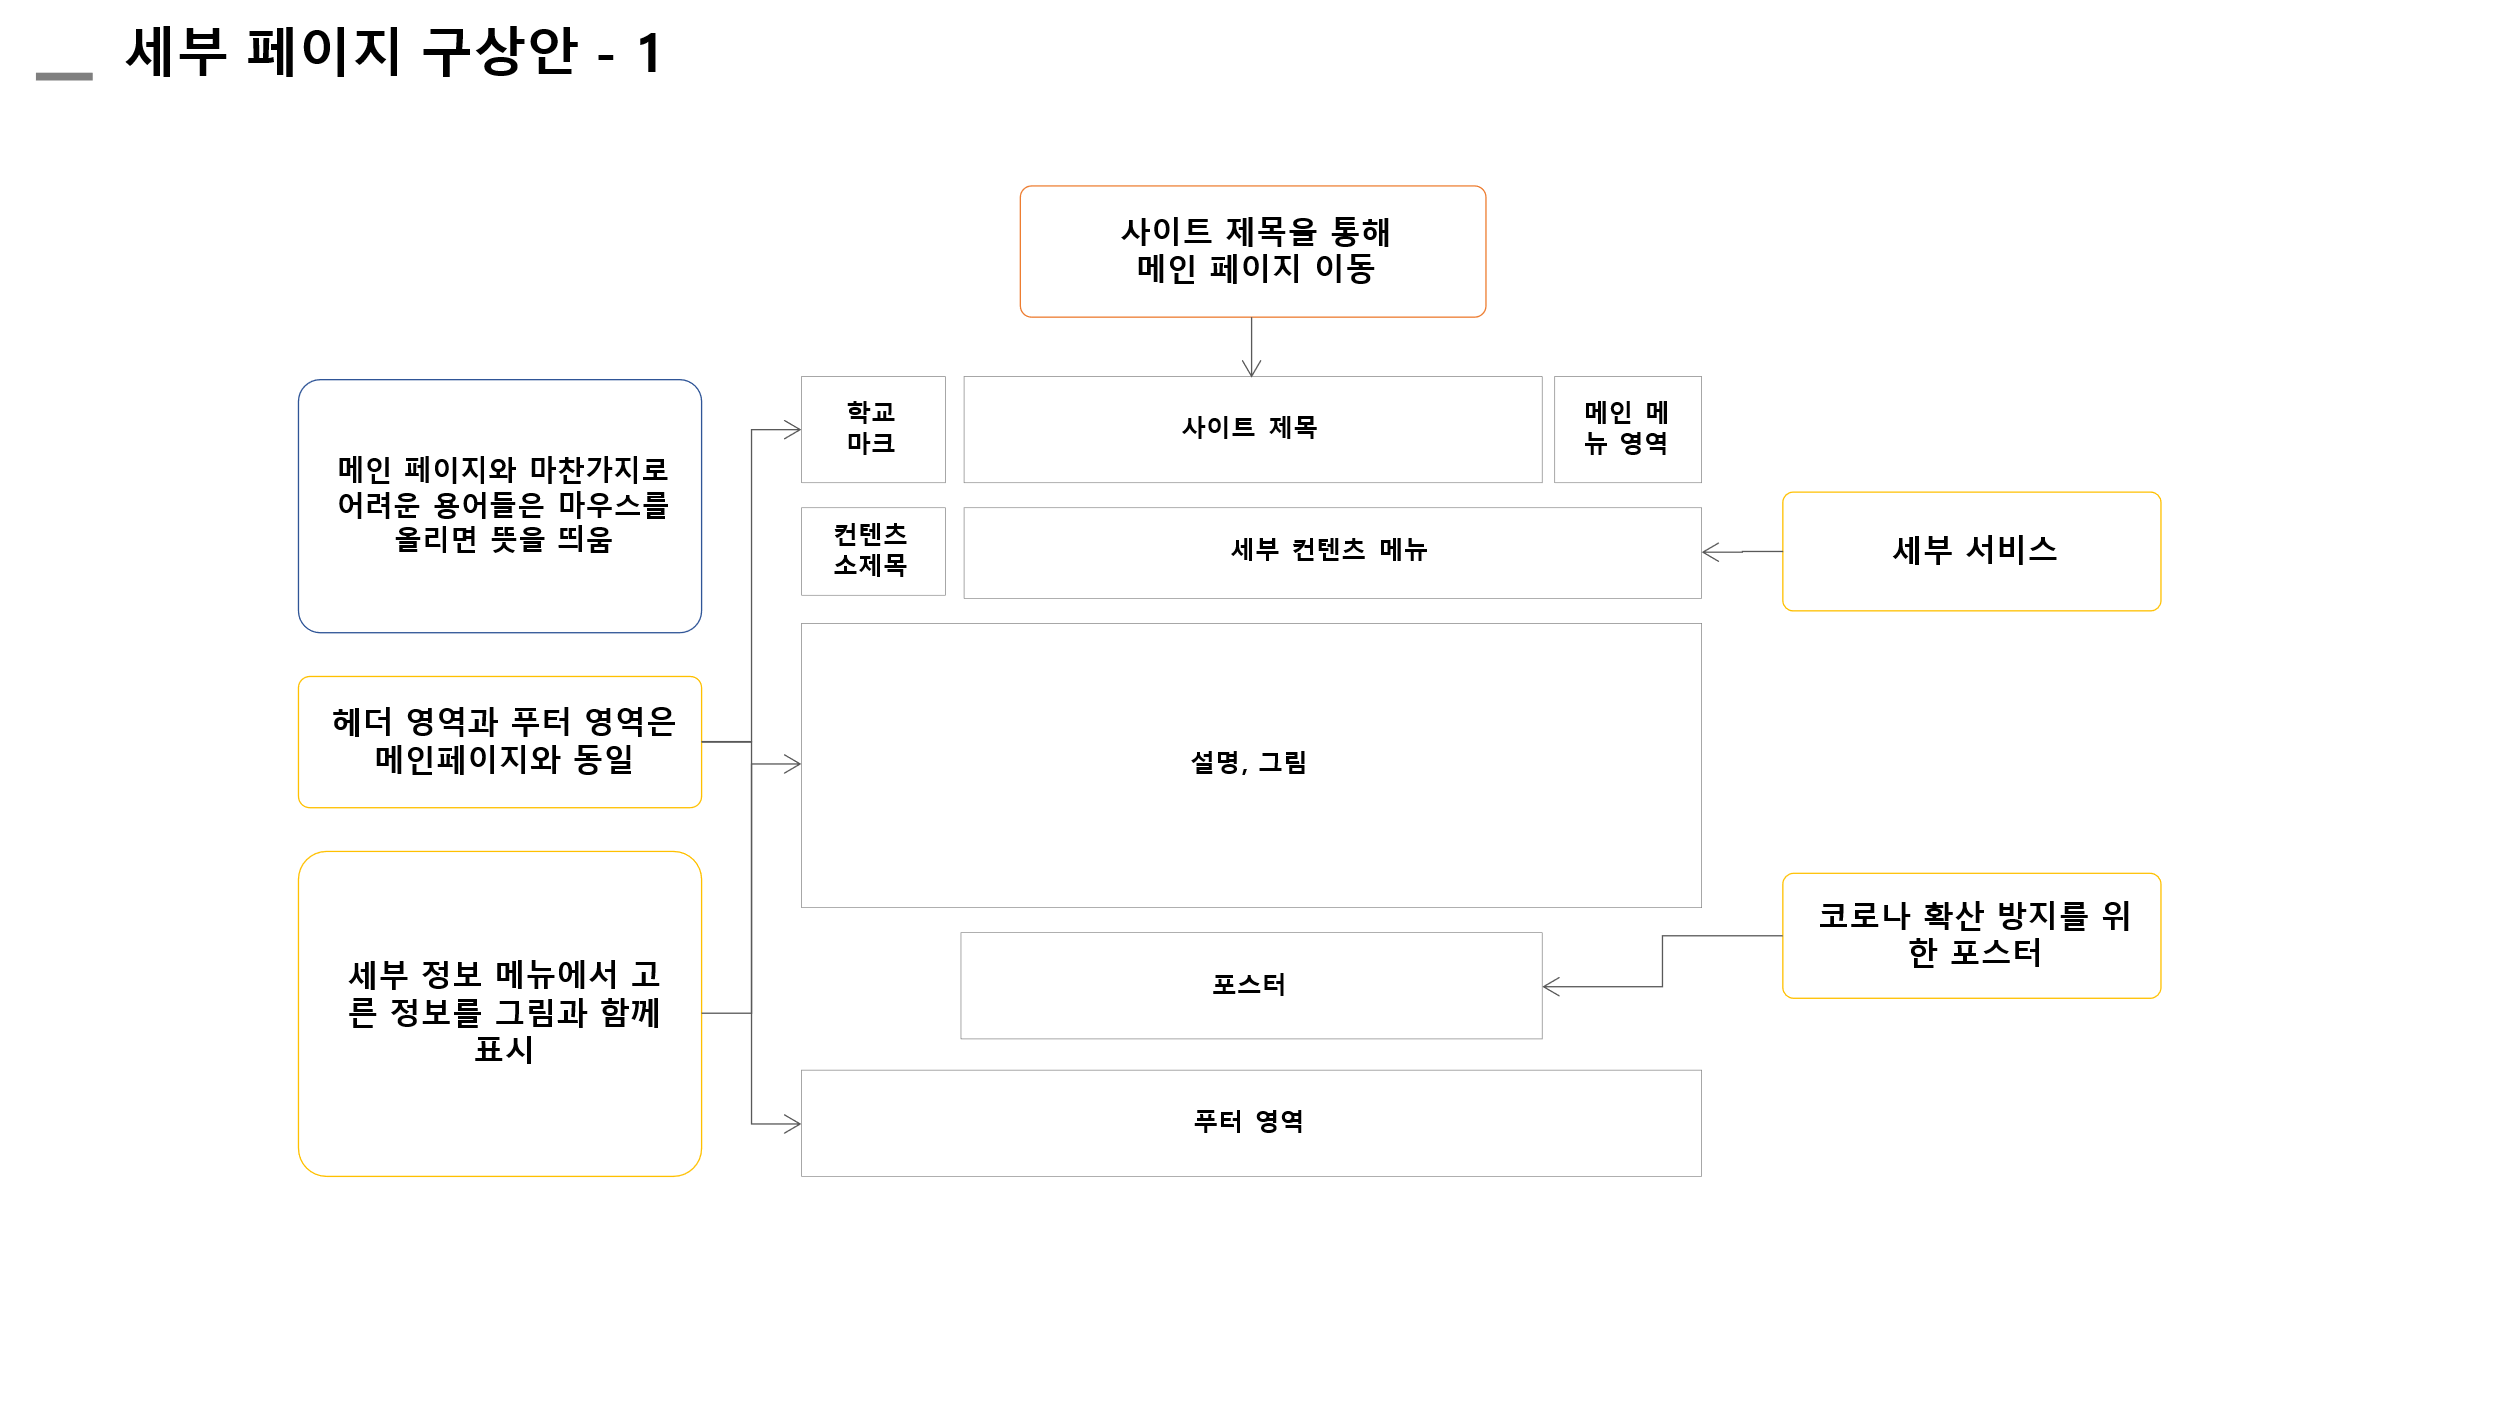 세부 페이지 구상안 - 1
사이트 제목을 통해
메인 페이지 이동
학교
마크
사이트 제목
메인 메
뉴 영역
메인 페이지와 마찬가지로
어려운 용어들은 마우스를
올리면 뜻을 띄움
컨텐츠
소제목
세부 컨텐츠 메뉴
세부 서비스
헤더 영역과 푸터 영역은
메인페이지와 동일
설명, 그림
세부 정보 메뉴에서 고
른 정보를 그림과 함께
표시
포스터
코로나 확산 방지를 위
한 포스터
푸터 영역